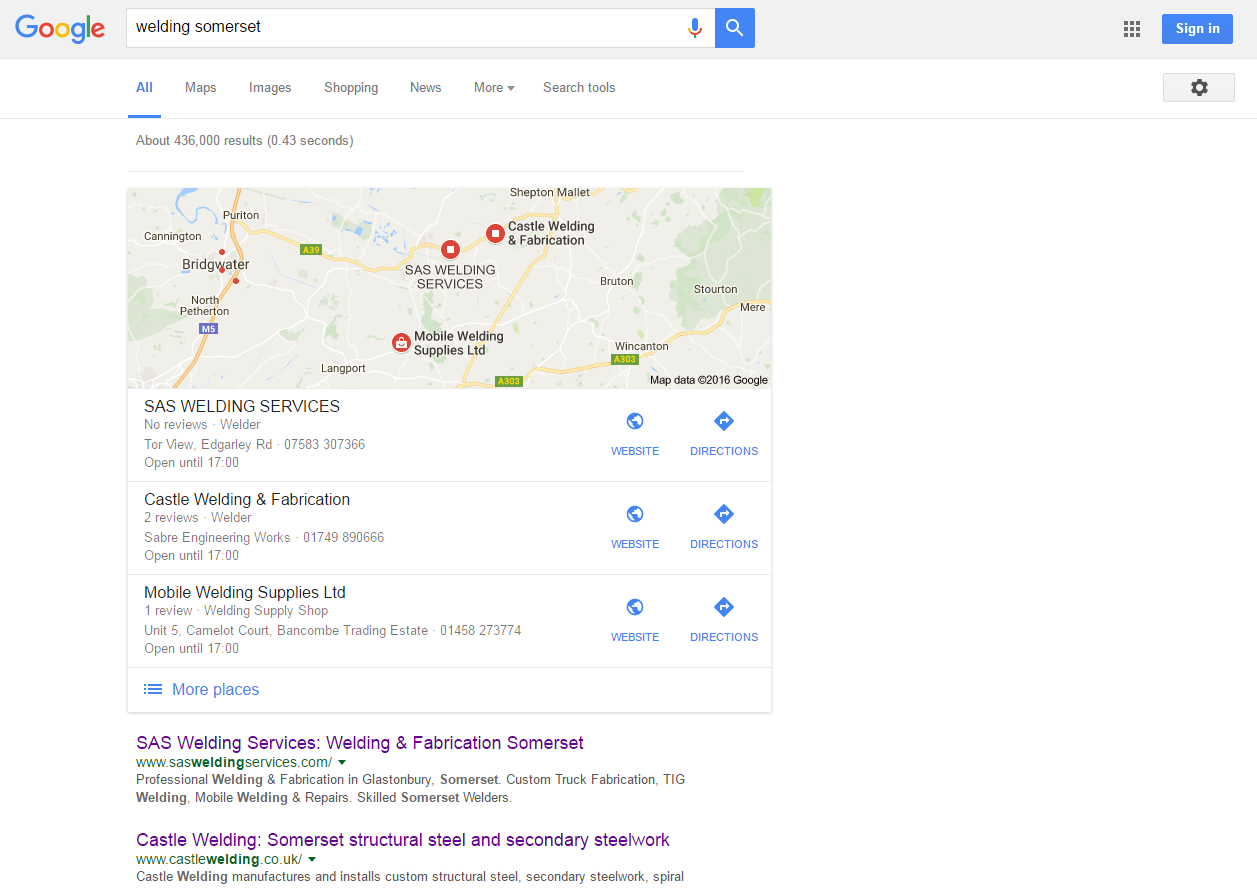 Google
welding somerset
Sign in
All Maps Images Shopping News More Search tools
About 436,000 results (0.43 seconds)
Shepton Mallet
Puriton
Castle Welding
& Fabrication
Cannington
A39
Bridgwater
SAS WELDING
SERVICES
Bruton
Stourton
North
Petherton
Mere
M5
Mobile Welding
Supplies Ltd
Wincanton
A303
Langport
A303
Map data ©2016 Google
SAS WELDING SERVICES
No reviews · Welder
Tor View, Edgarley Rd · 07583 307366
Open until 17:00
WEBSITE DIRECTIONS
Castle Welding & Fabrication
2 reviews · Welder
Sabre Engineering Works · 01749 890666
Open until 17:00
WEBSITE DIRECTIONS
Mobile Welding Supplies Ltd
1 review · Welding Supply Shop
Unit 5, Camelot Court, Bancombe Trading Estate · 01458 273774
Open until 17:00
WEBSITE DIRECTIONS
More places
SAS Welding Services: Welding & Fabrication Somerset
www.sasweldingservices.com/
Professional Welding & Fabrication in Glastonbury, Somerset. Custom Truck Fabrication, TIG
Welding, Mobile Welding & Repairs. Skilled Somerset Welders.
Castle Welding: Somerset structural steel and secondary steelwork
www.castlewelding.co.uk/
Castle Welding manufactures and installs custom structural steel, secondary steelwork, spiral